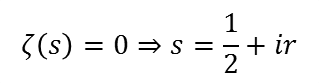 ζ(s) = 0 ⇒ s = 1/2 + ir